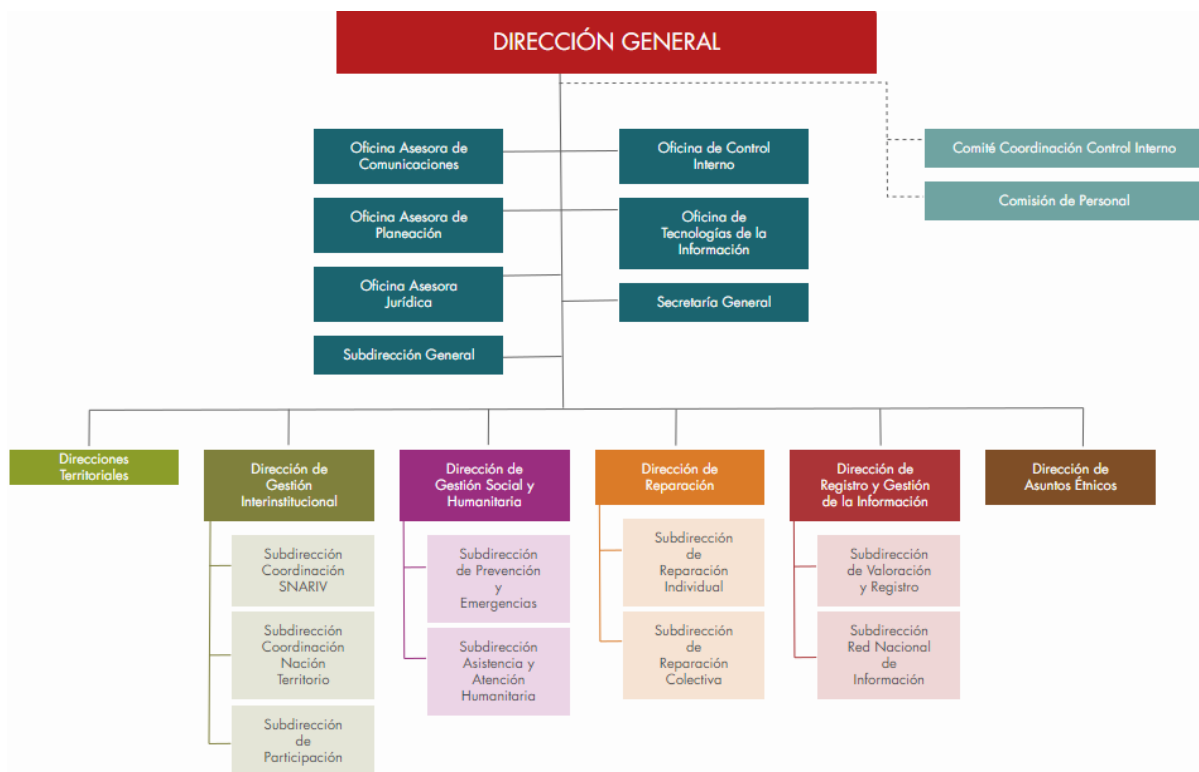 DIRECCIÓN GENERAL
Oficina Asesora de
Comunicaciones
Oficina de Control
Interno
Comité Coordinación Control Interno
Comisión de Personal
Oficina Asesora de
Planeación
Oficina de
Tecnologías de la
Información
Oficina Asesora
Jurídica
Secretaría General
Subdirección General
Direcciones
Territoriales
Dirección de
Gestión
Interinstitucional
Dirección de
Gestión Social y
Humanitaria
Dirección de
Reparación
Dirección de
Registro y Gestión
de la Información
Dirección de
Asuntos Étnicos
Subdirección
Coordinación
SNARIV
Subdirección
Coordinación
Nación
Territorio
Subdirección
de
Participación
Subdirección
de Prevención
y
Emergencias
Subdirección
Asistencia y
Atención
Humanitaria
Subdirección
de
Reparación
Individual
Subdirección
de
Reparación
Colectiva
Subdirección
de Valoración
y Registro
Subdirección
Red Nacional
de
Información